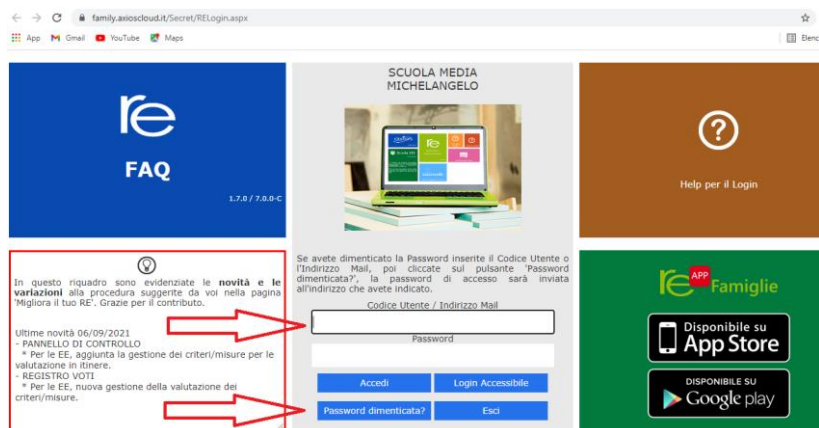 family.axioscloud.it/Secret/RELogin.aspx
App Gmail YouTube Maps
Elenc
re
FAQ
1.7.0 / 7.0.0-C
In questo riquadro sono evidenziate le novità e le
variazioni alla procedura suggerite da voi nella pagina
'Migliora il tuo RE'. Grazie per il contributo.
Ultime novità 06/09/2021
- PANNELLO DI CONTROLLO
* Per le EE, aggiunta la gestione dei criteri/misure per le
valutazione in itinere.
- REGISTRO VOTI
* Per le EE, nuova gestione della valutazione dei
criteri/misure.
SCUOLA MEDIA
MICHELANGELO
Se avete dimenticato la Password inserite il Codice Utente o
l'Indirizzo Mail, poi cliccate sul pulsante 'Password
dimenticata?', la password di accesso sarà inviata
all'indirizzo che avete indicato.
Codice Utente / Indirizzo Mail
Password
Accedi
Login Accessibile
Password dimenticata?
Esci
?
Help per il Login
re APP Famiglie
Disponibile su
App Store
DISPONIBILE SU
Google play